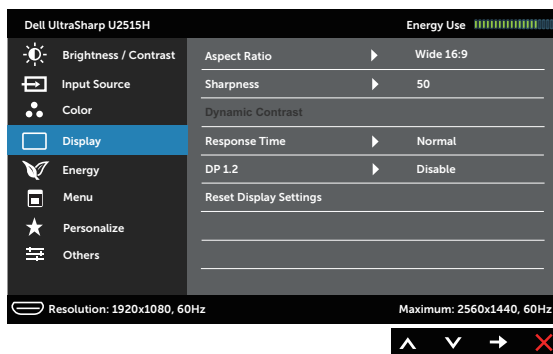 Dell UltraSharp U2515H Energy Use
Brightness / Contrast
Input Source
Color
Display
Energy
Menu
Personalize
Others
Aspect Ratio Wide 16:9
Sharpness 50
Dynamic Contrast
Response Time Normal
DP 1.2 Disable
Reset Display Settings
Resolution: 1920x1080, 60Hz Maximum: 2560x1440, 60Hz